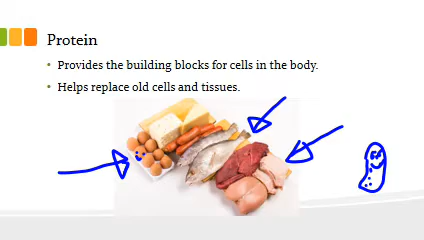 Protein
• Provides the building blocks for cells in the body.
• Helps replace old cells and tissues.